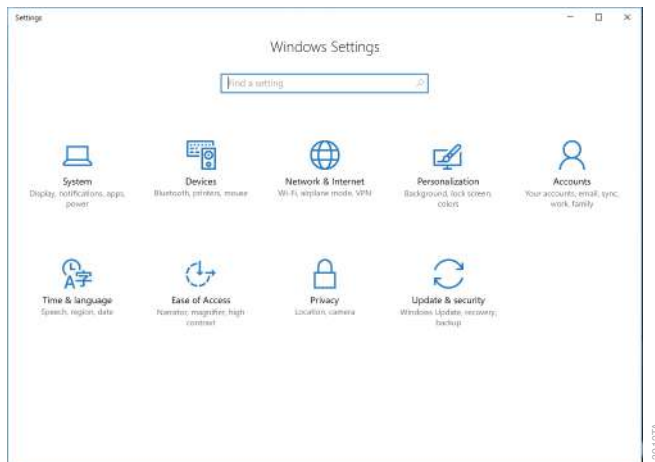 Settings
Windows Settings
Find a setting
System
Display, notifications, apps,
power
Devices
Bluetooth, printers, mouse
Network & Internet
Wi-Fi, airplane mode, VPN
Personalization
Background, lock screen,
colors
Accounts
Your accounts, email, sync,
work, family
Time & language
Speech, region, date
Ease of Access
Narrator, magnifier, high
contrast
Privacy
Location, camera
Update & security
Windows Update, recovery,
backup